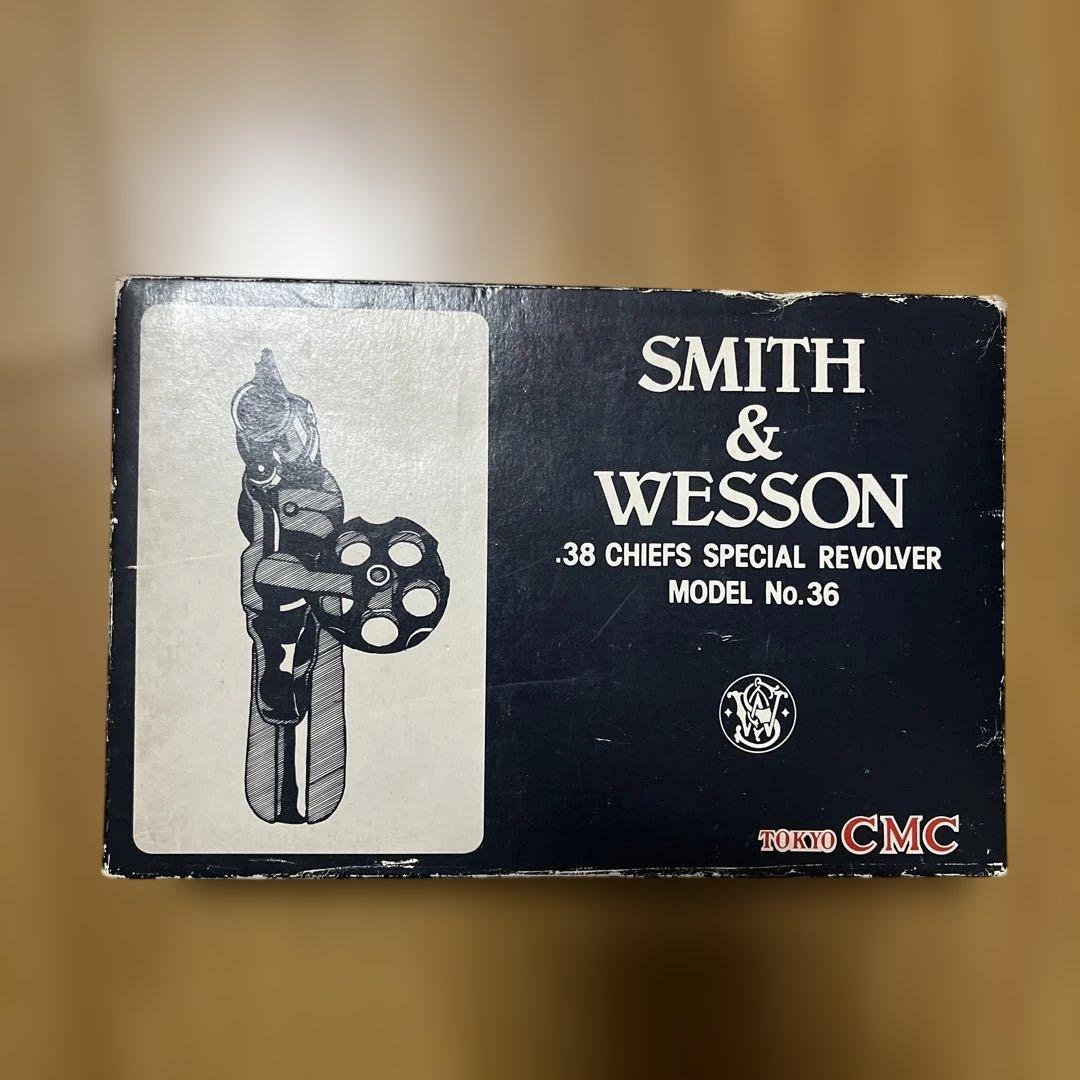 SMITH
&
WESSON
.38 CHIEFS SPECIAL REVOLVER
MODEL No.36
S&W
TOKYO CMC